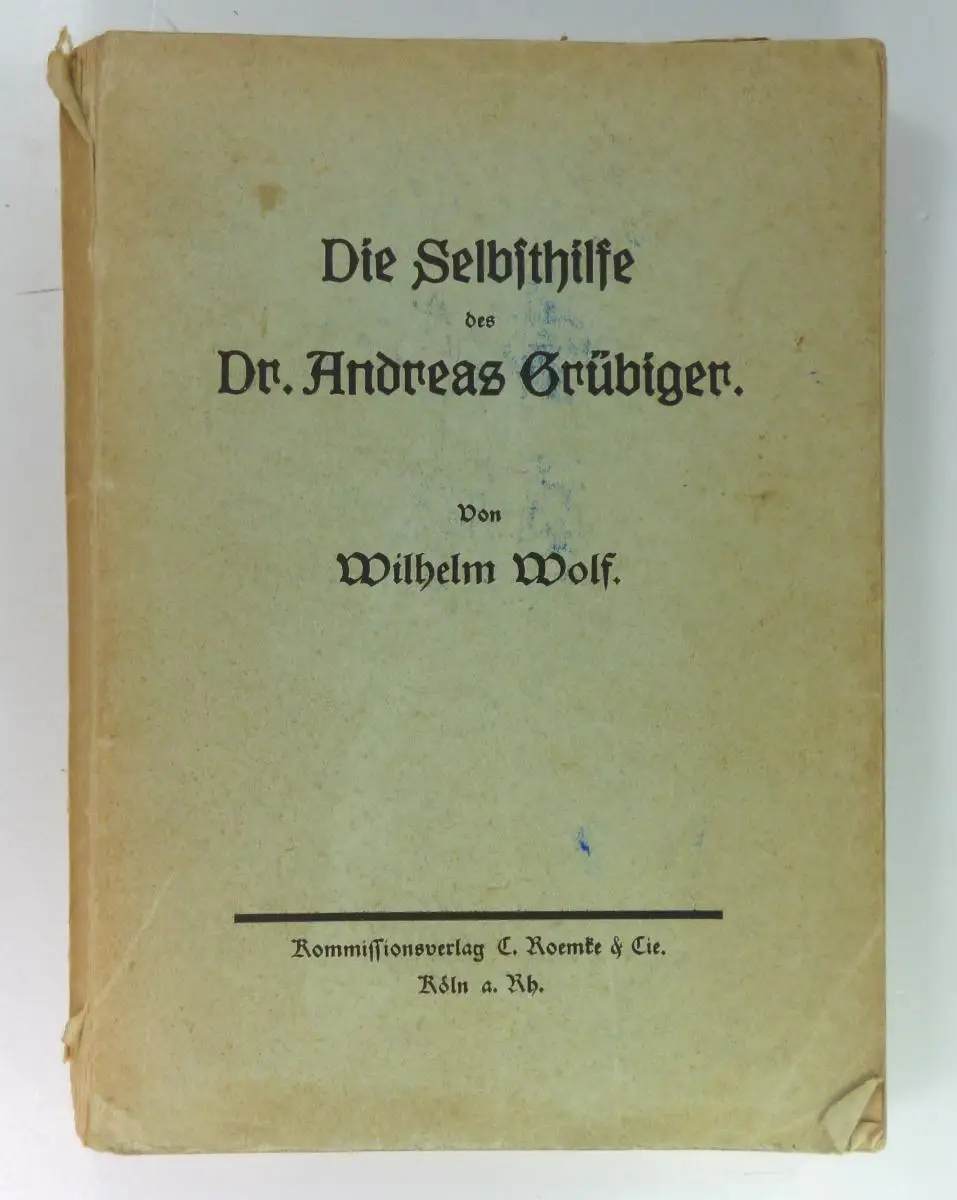 Die Selbſthilfe
des
Dr. Andreas Grübiger.
Von
Wilhelm Wolf.
Kommiſſionsverlag C. Roemke & Cie.
Köln a. Rh.